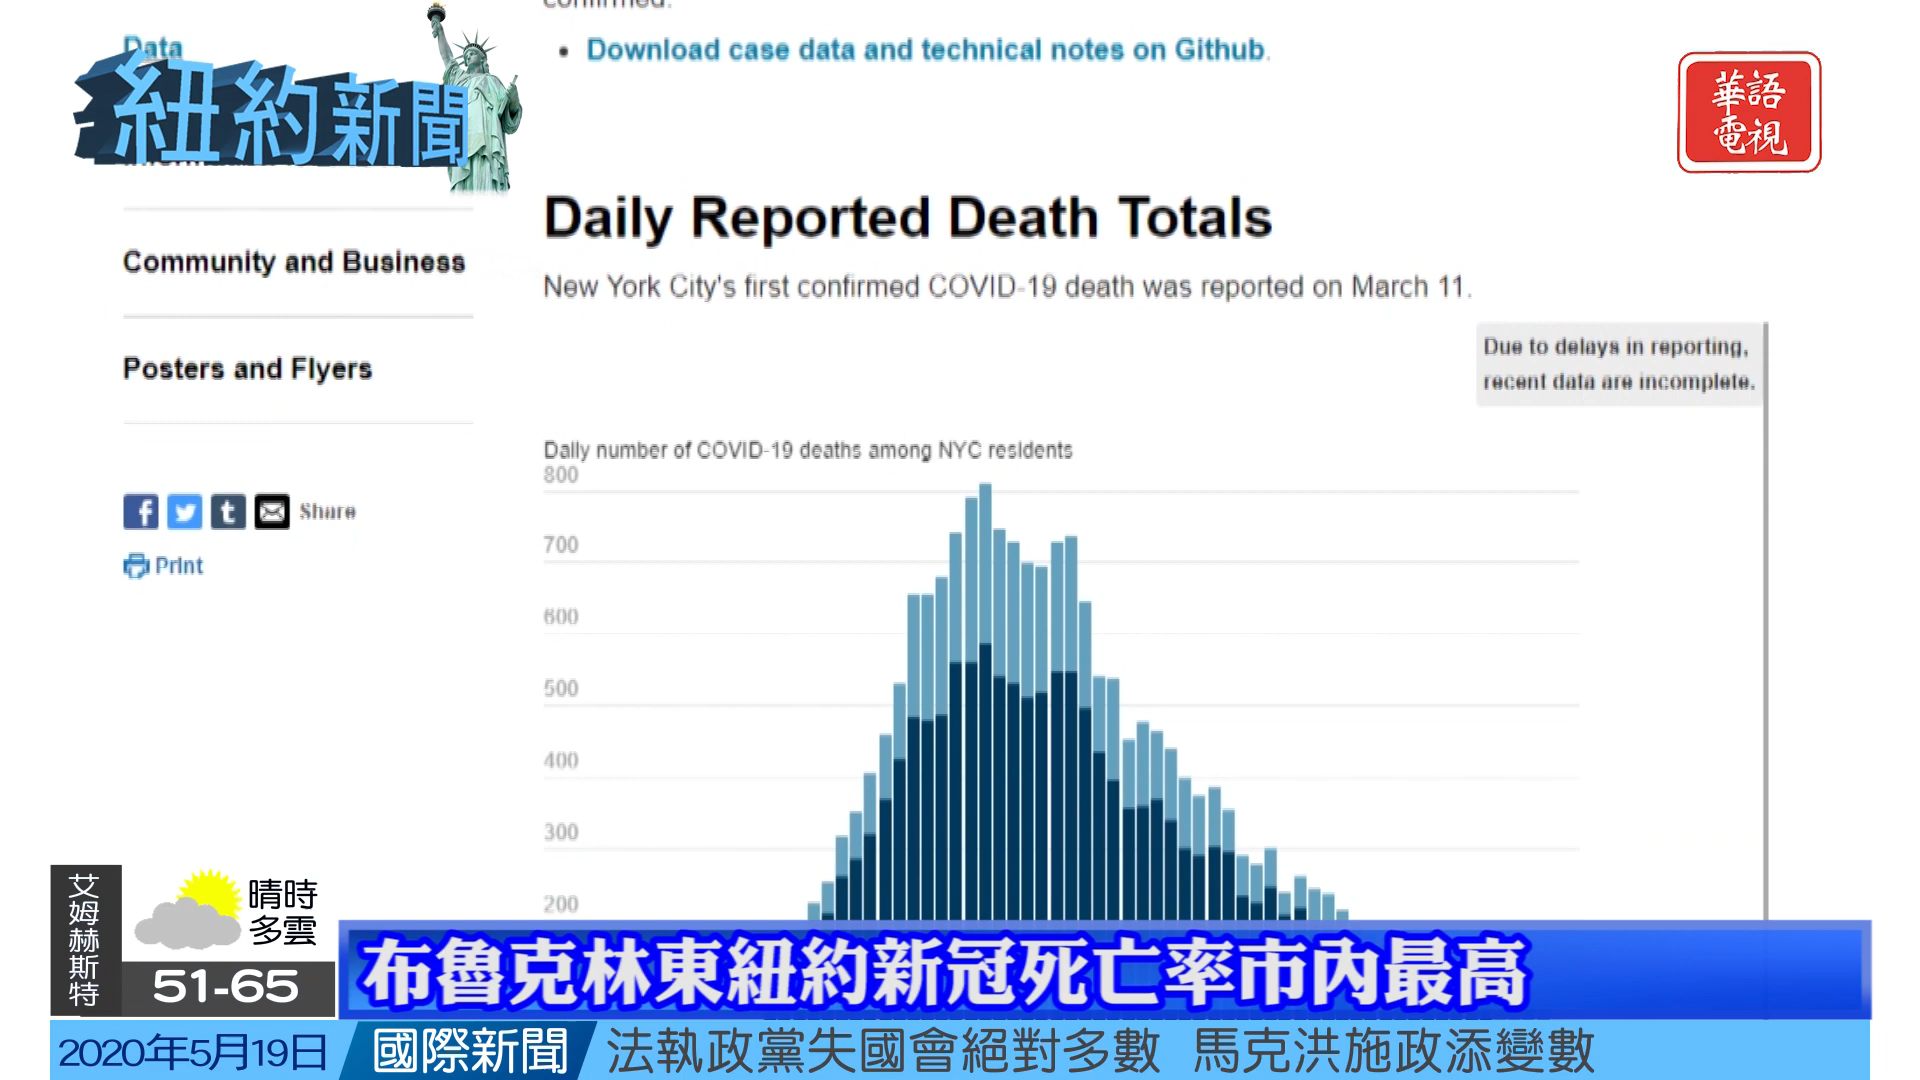 confirmed.
Data
Download case data and technical notes on Github.
紐約新聞
華語
電視
Daily Reported Death Totals
New York City's first confirmed COVID-19 death was reported on March 11.
Community and Business
Posters and Flyers
Due to delays in reporting,
recent data are incomplete.
Daily number of COVID-19 deaths among NYC residents
800
700
600
500
400
300
200
Share
Print
艾姆赫斯特
晴時
多雲
51-65
布魯克林東紐約新冠死亡率市內最高
2020年5月19日
國際新聞
法執政黨失國會絕對多數 馬克洪施政添變數